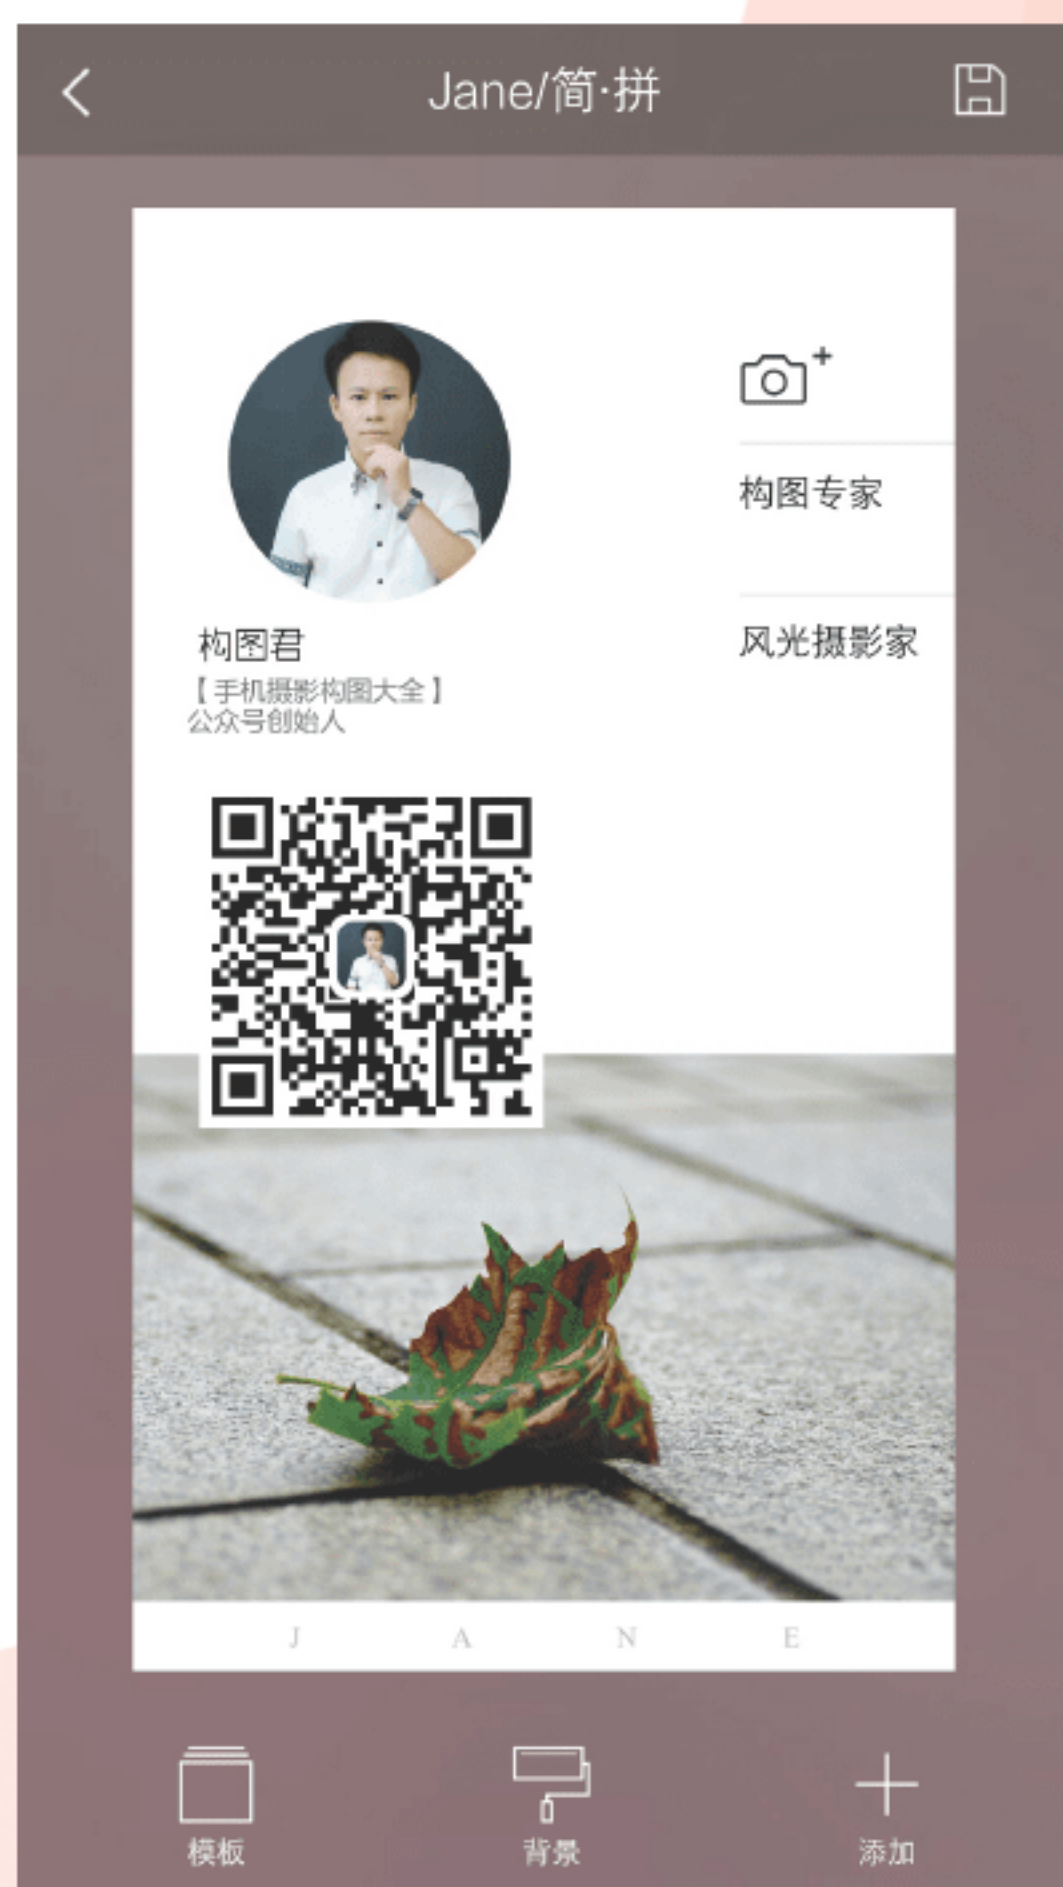 Jane/简·拼
构图专家
风光摄影家
构图君
【手机摄影构图大全】
公众号创始人
J A N E
模板
背景
添加